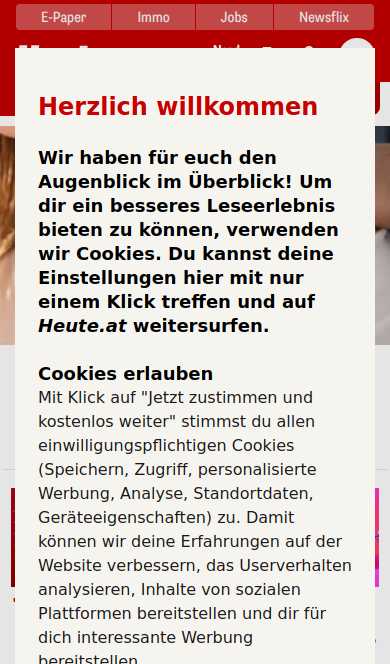 E-Paper Immo Jobs Newsflix
Herzlich willkommen
Wir haben für euch den
Augenblick im Überblick! Um
dir ein besseres Leseerlebnis
bieten zu können, verwenden
wir Cookies. Du kannst deine
Einstellungen hier mit nur
einem Klick treffen und auf
Heute.at weitersurfen.
Cookies erlauben
Mit Klick auf "Jetzt zustimmen und
kostenlos weiter" stimmst du allen
einwilligungspflichtigen Cookies
(Speichern, Zugriff, personalisierte
Werbung, Analyse, Standortdaten,
Geräteeigenschaften) zu. Damit
können wir deine Erfahrungen auf der
Website verbessern, das Userverhalten
analysieren, Inhalte von sozialen
Plattformen bereitstellen und dir für
dich interessante Werbung
bereitstellen